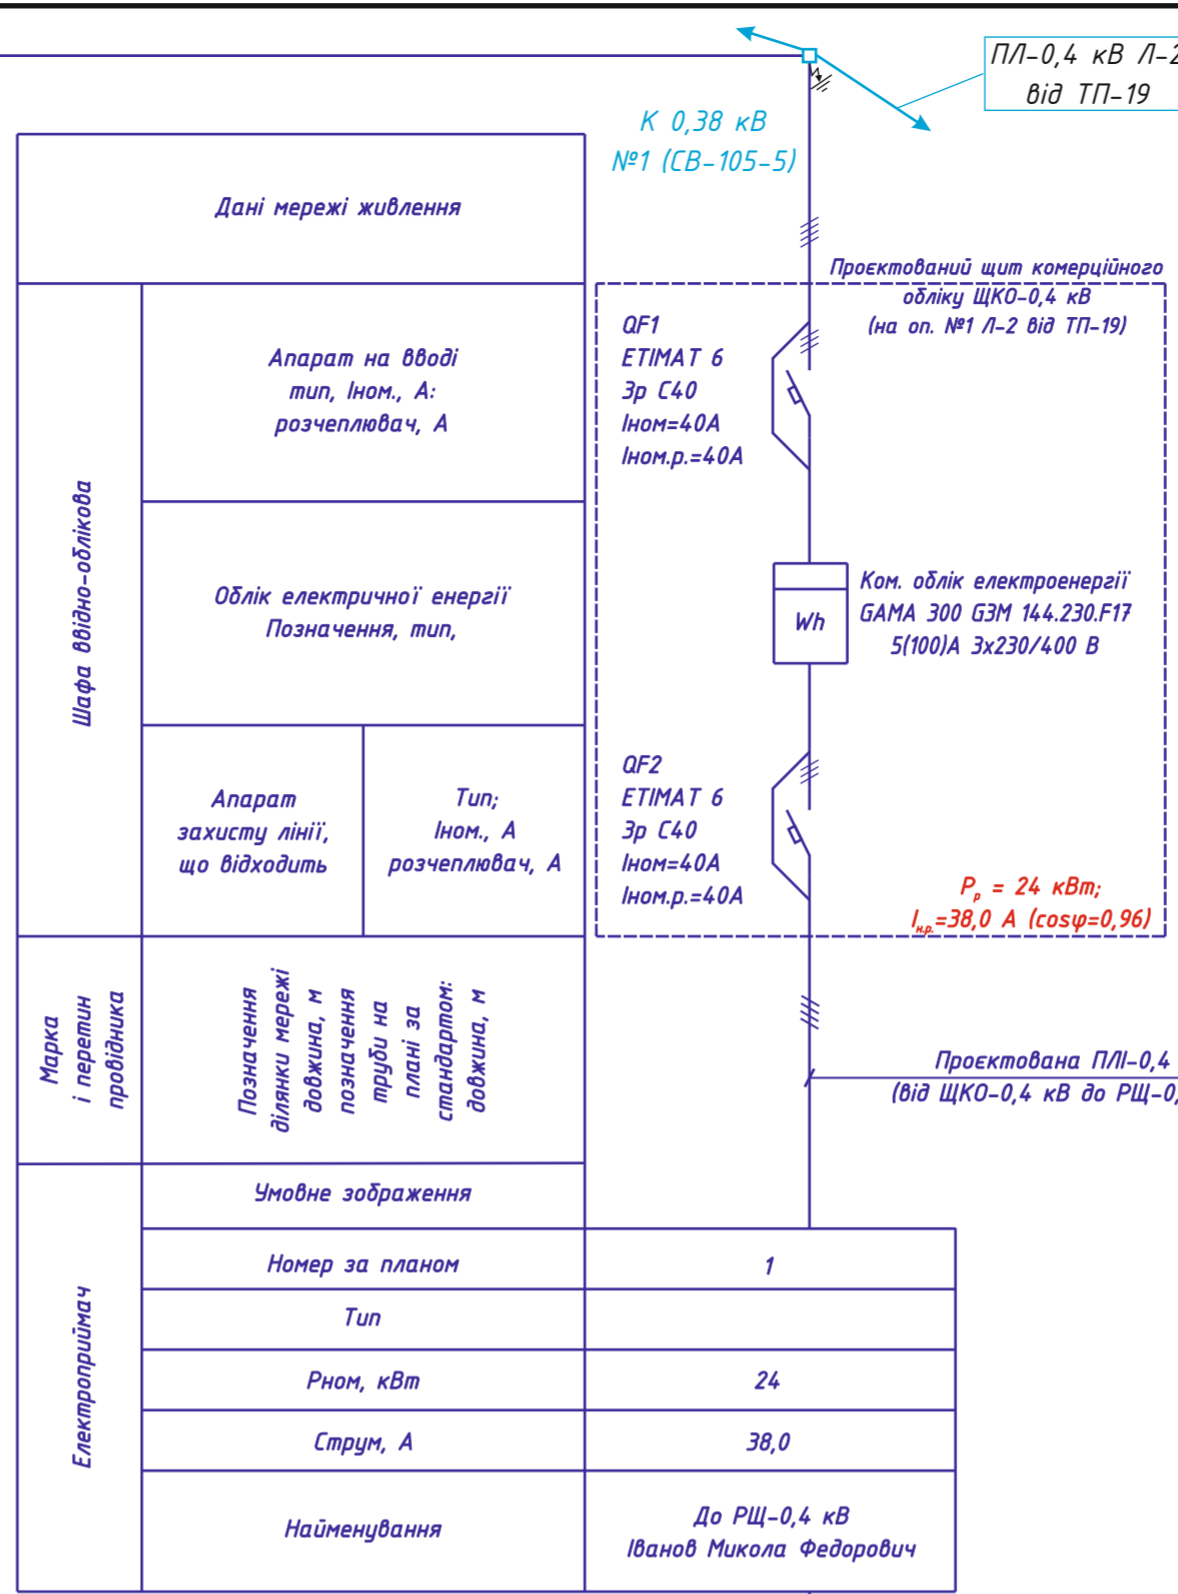 ПЛ-0,4 кВ Л-2
від ТП-19
К 0,38 кВ
№1 (СВ-105-5)
Дані мережі живлення
Проєктований щит комерційного
обліку ЩКО-0,4 кВ
(на оп. №1 Л-2 від ТП-19)
Шафа ввідно-облікова
Апарат на вводі
тип, Іном., А:
розчеплювач, А
QF1
ETIMAT 6
3р С40
Іном=40А
Іном.р.=40А
Облік електричної енергії
Позначення, тип,
Wh
Ком. облік електроенергії
GAMA 300 G3M 144.230.F17
5(100)А 3х230/400 В
Апарат
захисту лінії,
що відходить
Тип;
Іном., А
розчеплювач, А
QF2
ETIMAT 6
3р С40
Іном=40А
Іном.р.=40А
Рр = 24 кВт;
Ін.р.=38,0 А (cosφ=0,96)
Марка
і перетин
провідника
Позначення
ділянки мережі
довжина, м
позначення
труби на
плані за
стандартом:
довжина, м
Проєктована ПЛІ-0,4
(від ЩКО-0,4 кВ до РЩ-0,
Електроприймач
Умовне зображення
Номер за планом
1
Тип
Рном, кВт
24
Струм, А
38,0
Найменування
До РЩ-0,4 кВ
Іванов Микола Федорович